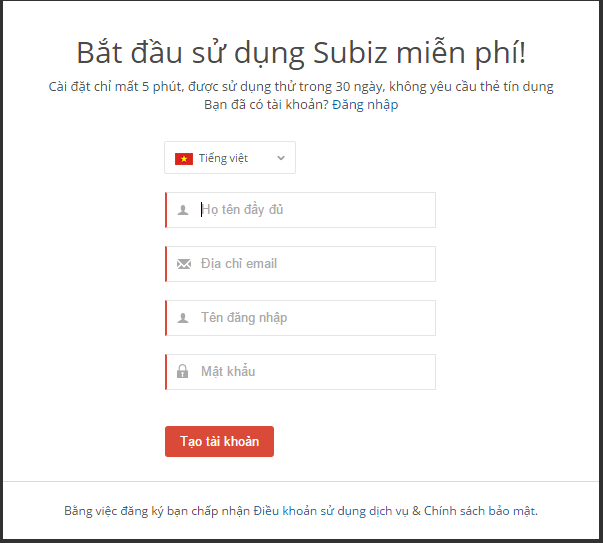 Bắt đầu sử dụng Subiz miễn phí!
Cài đặt chỉ mất 5 phút, được sử dụng thử trong 30 ngày, không yêu cầu thẻ tín dụng
Bạn đã có tài khoản? Đăng nhập
Tiếng việt
Họ tên đầy đủ
Địa chỉ email
Tên đăng nhập
Mật khẩu
Tạo tài khoản
Bằng việc đăng ký bạn chấp nhận Điều khoản sử dụng dịch vụ & Chính sách bảo mật.